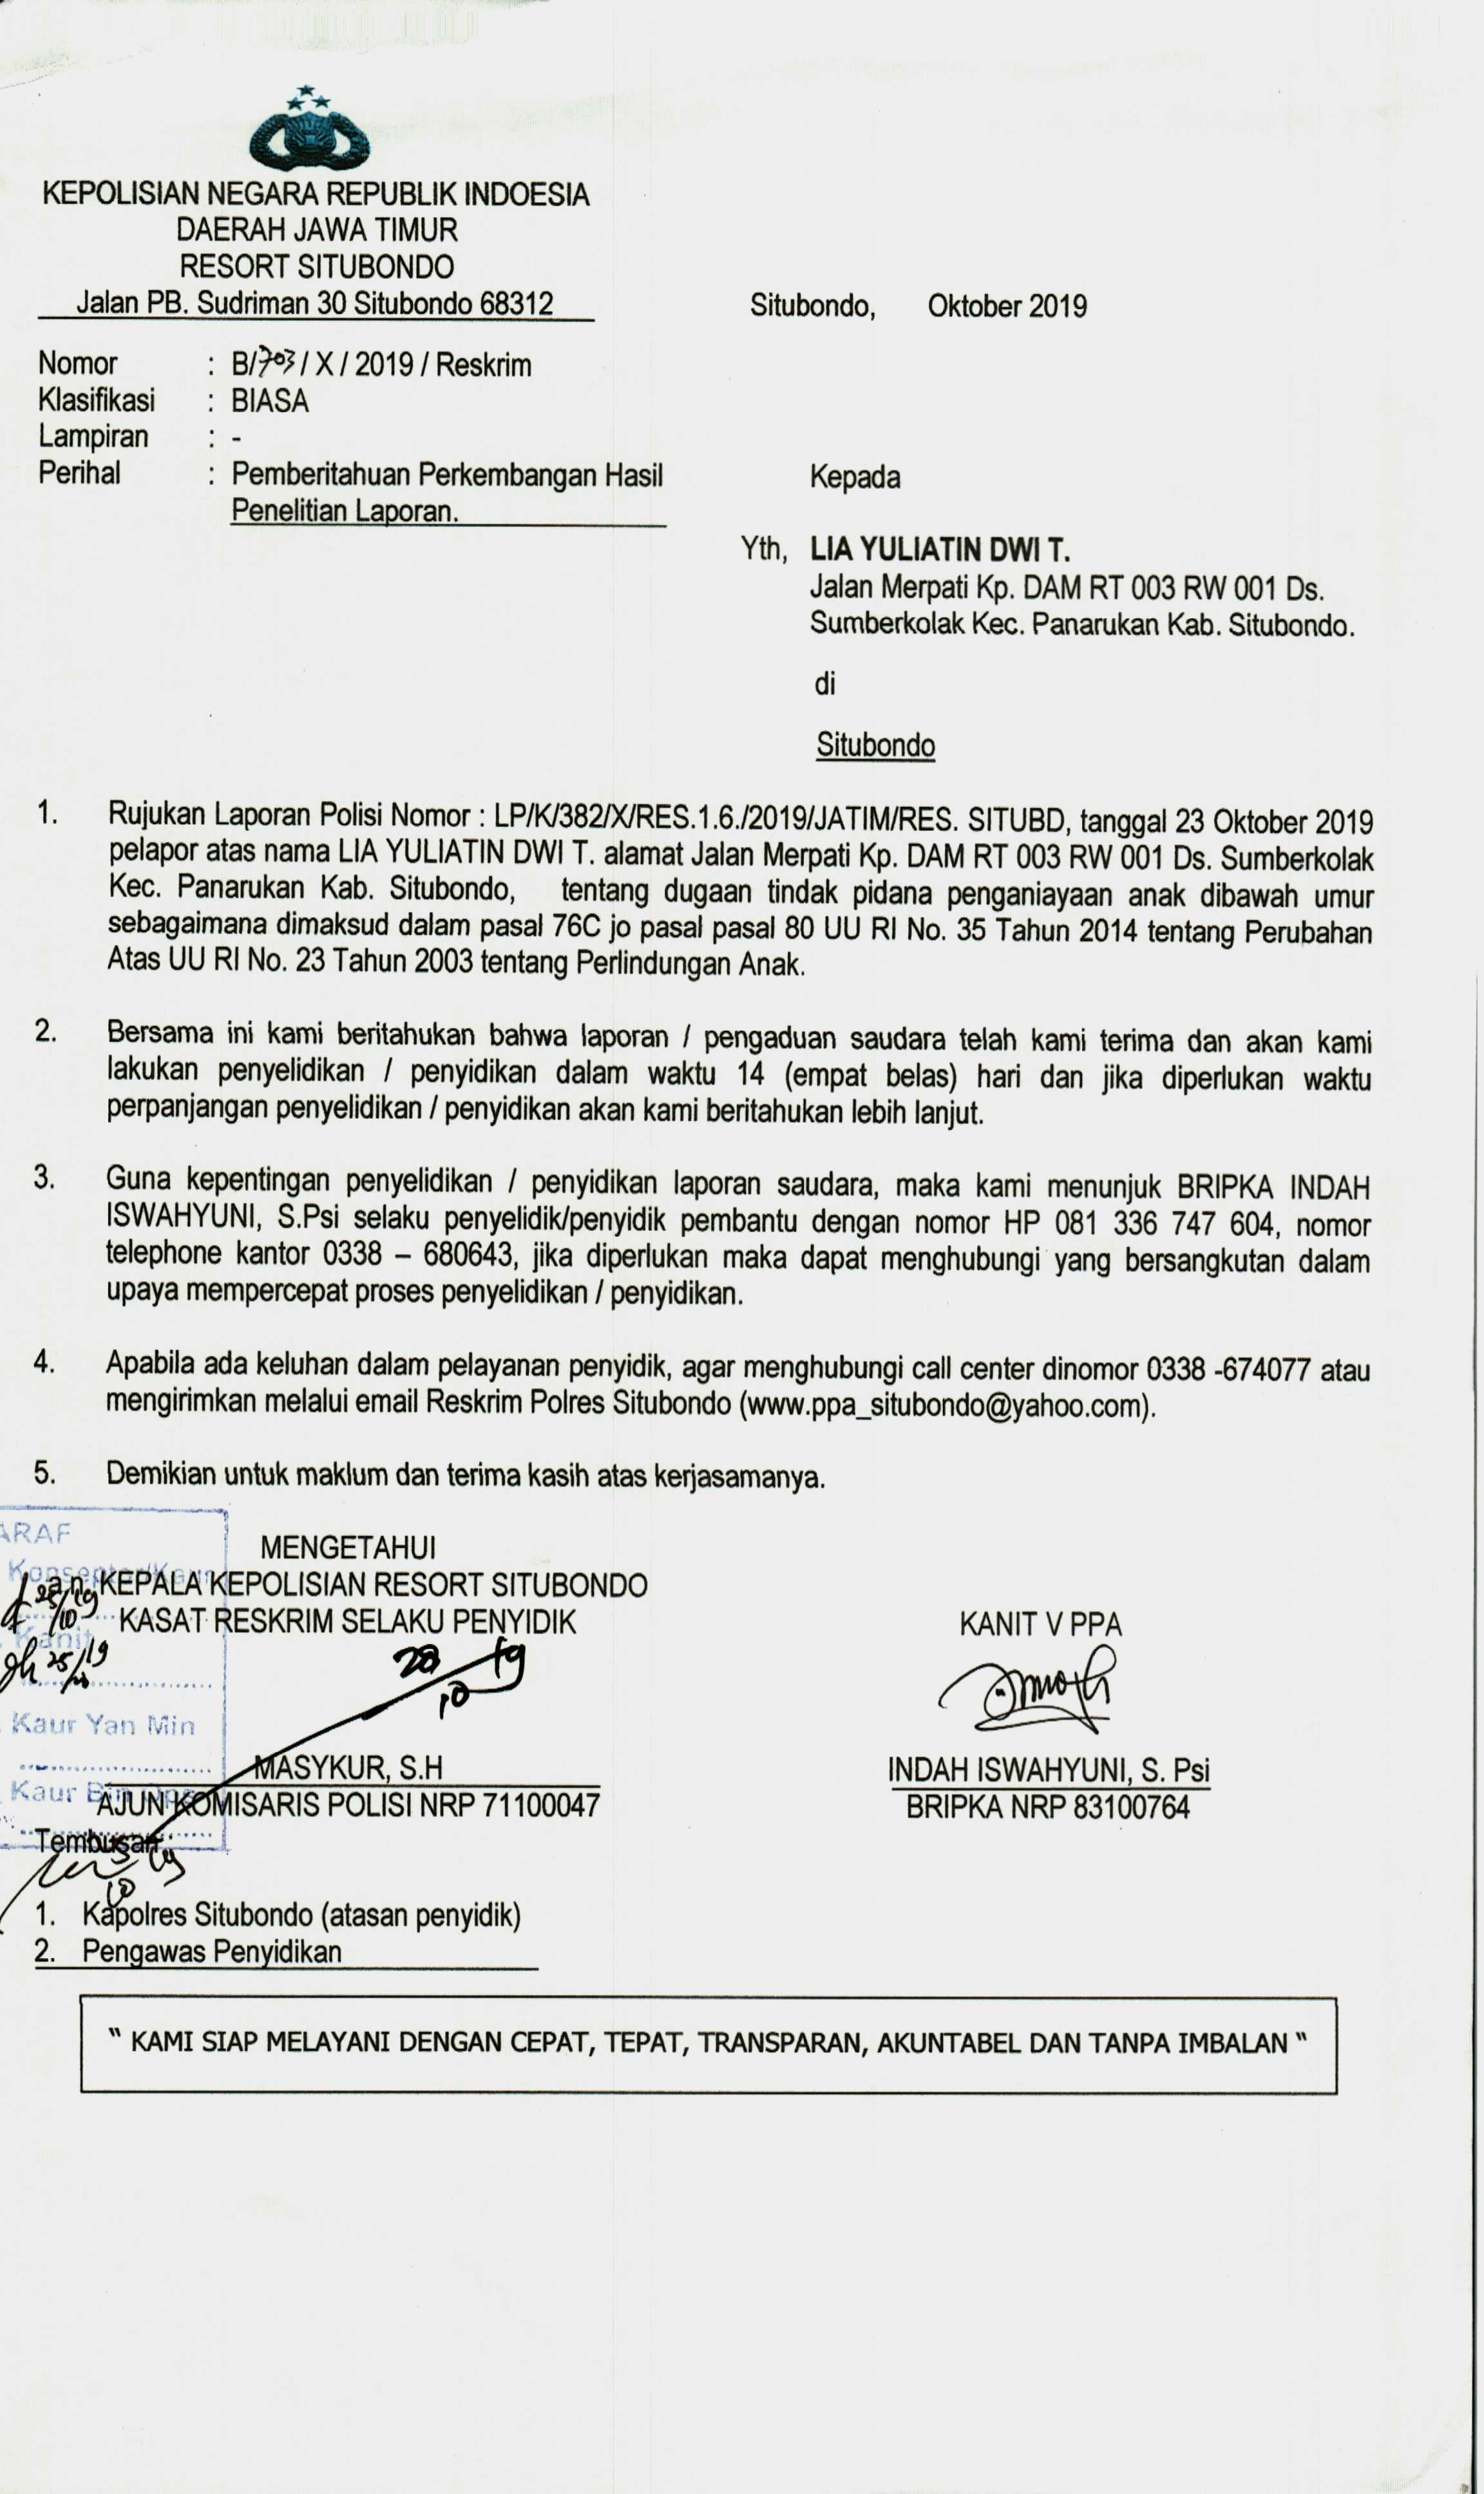 KEPOLISIAN NEGARA REPUBLIK INDOESIA
DAERAH JAWA TIMUR
RESORT SITUBONDO
Jalan PB. Sudriman 30 Situbondo 68312
Situbondo, Oktober 2019
Nomor : B/703 / X / 2019 / Reskrim
Klasifikasi : BIASA
Lampiran : -
Perihal : Pemberitahuan Perkembangan Hasil
Penelitian Laporan.
Kepada
Yth, LIA YULIATIN DWI T.
Jalan Merpati Kp. DAM RT 003 RW 001 Ds.
Sumberkolak Kec. Panarukan Kab. Situbondo.
di
Situbondo
1. Rujukan Laporan Polisi Nomor : LP/K/382/X/RES.1.6./2019/JATIM/RES. SITUBD, tanggal 23 Oktober 2019
pelapor atas nama LIA YULIATIN DWI T. alamat Jalan Merpati Kp. DAM RT 003 RW 001 Ds. Sumberkolak
Kec. Panarukan Kab. Situbondo, tentang dugaan tindak pidana penganiayaan anak dibawah umur
sebagaimana dimaksud dalam pasal 76C jo pasal pasal 80 UU RI No. 35 Tahun 2014 tentang Perubahan
Atas UU RI No. 23 Tahun 2003 tentang Perlindungan Anak.
2. Bersama ini kami beritahukan bahwa laporan / pengaduan saudara telah kami terima dan akan kami
lakukan penyelidikan / penyidikan dalam waktu 14 (empat belas) hari dan jika diperlukan waktu
perpanjangan penyelidikan / penyidikan akan kami beritahukan lebih lanjut.
3. Guna kepentingan penyelidikan / penyidikan laporan saudara, maka kami menunjuk BRIPKA INDAH
ISWAHYUNI, S.Psi selaku penyelidik/penyidik pembantu dengan nomor HP 081 336 747 604, nomor
telephone kantor 0338 – 680643, jika diperlukan maka dapat menghubungi yang bersangkutan dalam
upaya mempercepat proses penyelidikan / penyidikan.
4. Apabila ada keluhan dalam pelayanan penyidik, agar menghubungi call center dinomor 0338 -674077 atau
mengirimkan melalui email Reskrim Polres Situbondo (www.ppa_situbondo@yahoo.com).
5. Demikian untuk maklum dan terima kasih atas kerjasamanya.
ARAF
Konseptor/Kaur
Kanit
25/10 19
Kaur Yan Min
Kaur Bin Ops
MENGETAHUI
an. KEPALA KEPOLISIAN RESORT SITUBONDO
KASAT RESKRIM SELAKU PENYIDIK
MASYKUR, S.H
AJUN KOMISARIS POLISI NRP 71100047
KANIT V PPA
INDAH ISWAHYUNI, S. Psi
BRIPKA NRP 83100764
Tembusan :
1. Kapolres Situbondo (atasan penyidik)
2. Pengawas Penyidikan
" KAMI SIAP MELAYANI DENGAN CEPAT, TEPAT, TRANSPARAN, AKUNTABEL DAN TANPA IMBALAN "